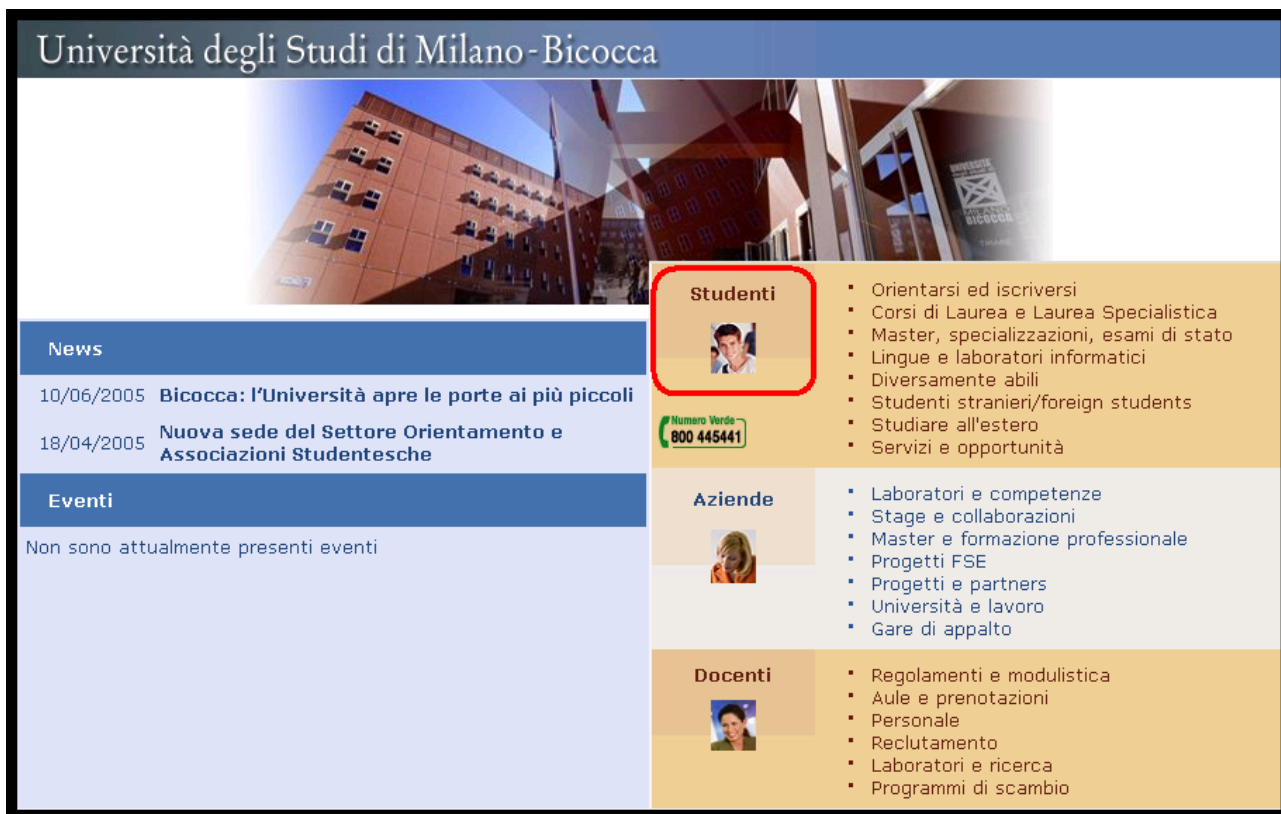 Università degli Studi di Milano-Bicocca
UNIVERSITA'
BICOCCA
News
10/06/2005 Bicocca: l'Università apre le porte ai più piccoli
18/04/2005 Nuova sede del Settore Orientamento e
Associazioni Studentesche
Eventi
Non sono attualmente presenti eventi
Studenti
Numero Verde
800 445441
Orientarsi ed iscriversi
Corsi di Laurea e Laurea Specialistica
Master, specializzazioni, esami di stato
Lingue e laboratori informatici
Diversamente abili
Studenti stranieri/foreign students
Studiare all'estero
Servizi e opportunità
Aziende
Laboratori e competenze
Stage e collaborazioni
Master e formazione professionale
Progetti FSE
Progetti e partners
Università e lavoro
Gare di appalto
Docenti
Regolamenti e modulistica
Aule e prenotazioni
Personale
Reclutamento
Laboratori e ricerca
Programmi di scambio